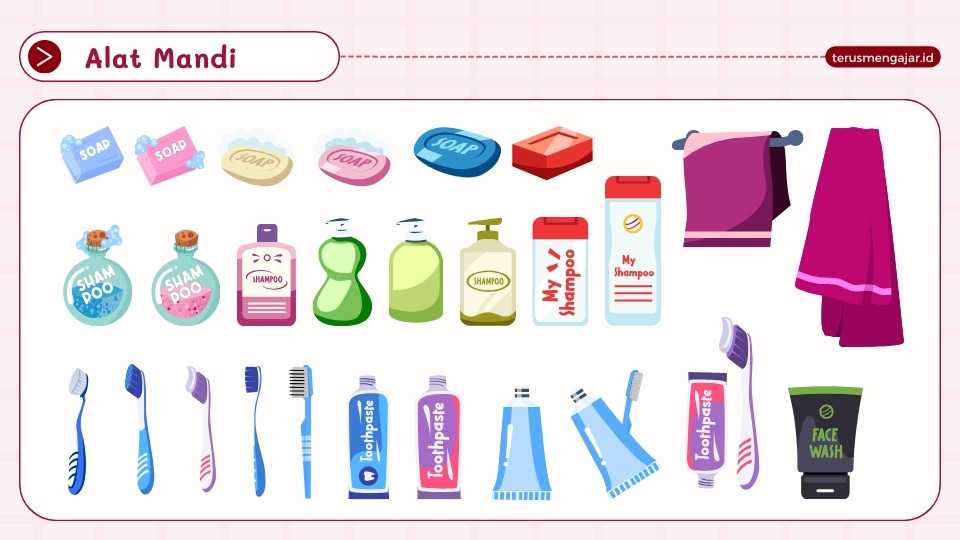 Alat Mandi
terusmengajar.id
SOAP
SOAP
SOAP
SOAP
SOAP
SHAM
POO
SHAM
POO
SHAMPOO
SHAMPOO
My
Shampoo
My
Shampoo
Toothpaste
Toothpaste
Toothpaste
FACE
WASH